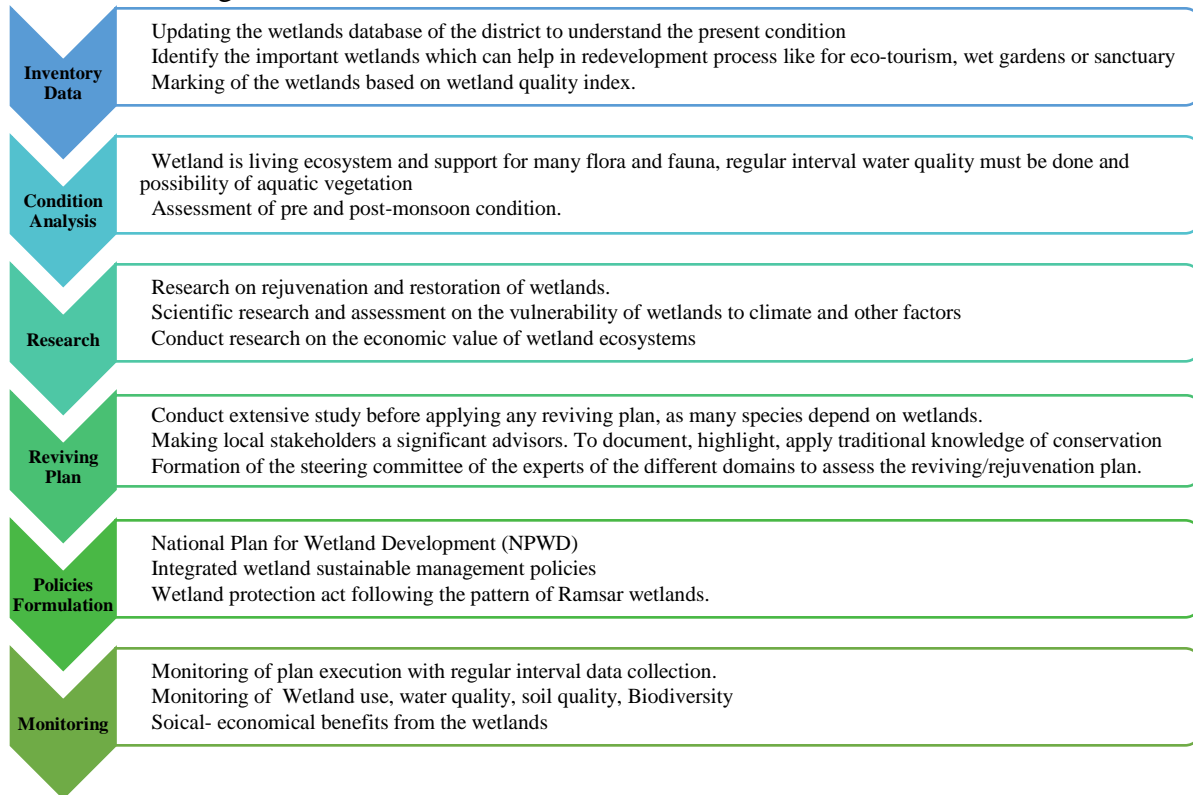 Inventory
Data
Updating the wetlands database of the district to understand the present condition
Identify the important wetlands which can help in redevelopment process like for eco-tourism, wet gardens or sanctuary
Marking of the wetlands based on wetland quality index.
Condition
Analysis
Wetland is living ecosystem and support for many flora and fauna, regular interval water quality must be done and
possibility of aquatic vegetation
Assessment of pre and post-monsoon condition.
Research
Research on rejuvenation and restoration of wetlands.
Scientific research and assessment on the vulnerability of wetlands to climate and other factors
Conduct research on the economic value of wetland ecosystems
Reviving
Plan
Conduct extensive study before applying any reviving plan, as many species depend on wetlands.
Making local stakeholders a significant advisors. To document, highlight, apply traditional knowledge of conservation
Formation of the steering committee of the experts of the different domains to assess the reviving/rejuvenation plan.
Policies
Formulation
National Plan for Wetland Development (NPWD)
Integrated wetland sustainable management policies
Wetland protection act following the pattern of Ramsar wetlands.
Monitoring
Monitoring of plan execution with regular interval data collection.
Monitoring of Wetland use, water quality, soil quality, Biodiversity
Soical- economical benefits from the wetlands